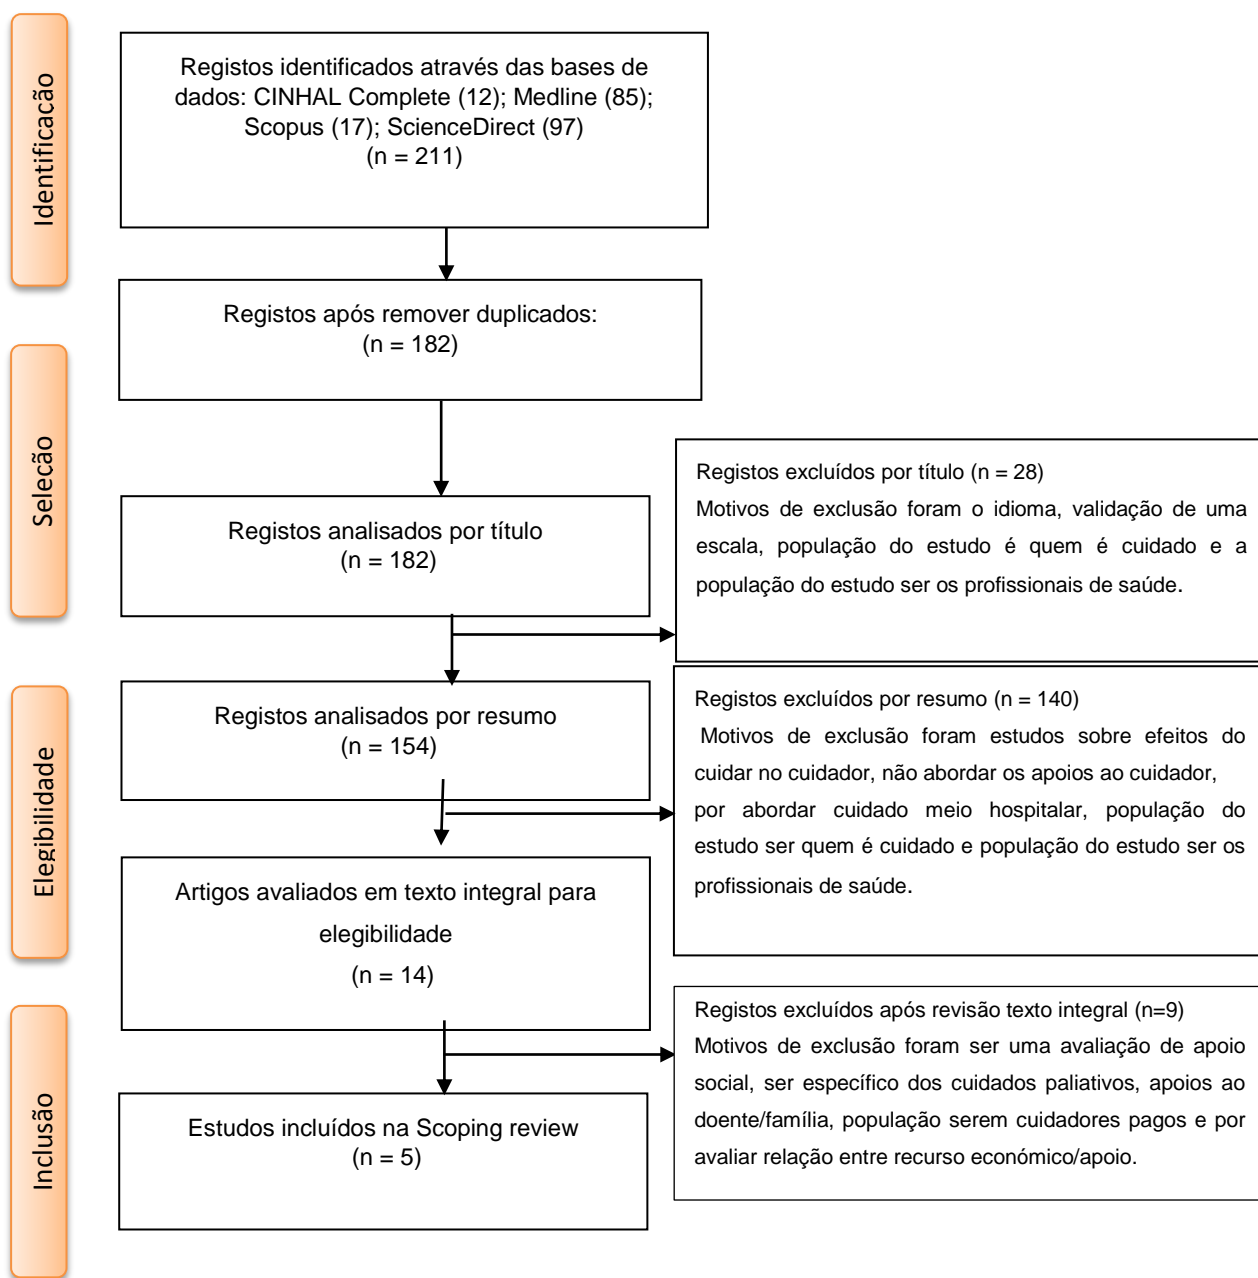 Identificação
Registos identificados através das bases de
dados: CINHAL Complete (12); Medline (85);
Scopus (17); ScienceDirect (97)
(n = 211)
Registos após remover duplicados:
(n = 182)
Seleção
Registos analisados por título
(n = 182)
Registos excluídos por título (n = 28)
Motivos de exclusão foram o idioma, validação de uma
escala, população do estudo é quem é cuidado e a
população do estudo ser os profissionais de saúde.
Elegibilidade
Registos analisados por resumo
(n = 154)
Registos excluídos por resumo (n = 140)
Motivos de exclusão foram estudos sobre efeitos do
cuidar no cuidador, não abordar os apoios ao cuidador,
por abordar cuidado meio hospitalar, população do
estudo ser quem é cuidado e população do estudo ser os
profissionais de saúde.
Artigos avaliados em texto integral para
elegibilidade
(n = 14)
Registos excluídos após revisão texto integral (n=9)
Motivos de exclusão foram ser uma avaliação de apoio
social, ser específico dos cuidados paliativos, apoios ao
doente/família, população serem cuidadores pagos e por
avaliar relação entre recurso económico/apoio.
Inclusão
Estudos incluídos na Scoping review
(n = 5)